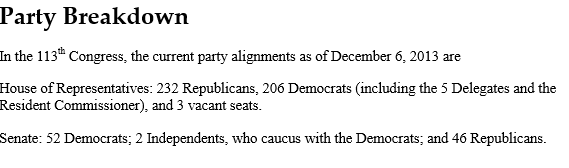 Party Breakdown
In the 113th Congress, the current party alignments as of December 6, 2013 are
House of Representatives: 232 Republicans, 206 Democrats (including the 5 Delegates and the
Resident Commissioner), and 3 vacant seats.
Senate: 52 Democrats; 2 Independents, who caucus with the Democrats; and 46 Republicans.